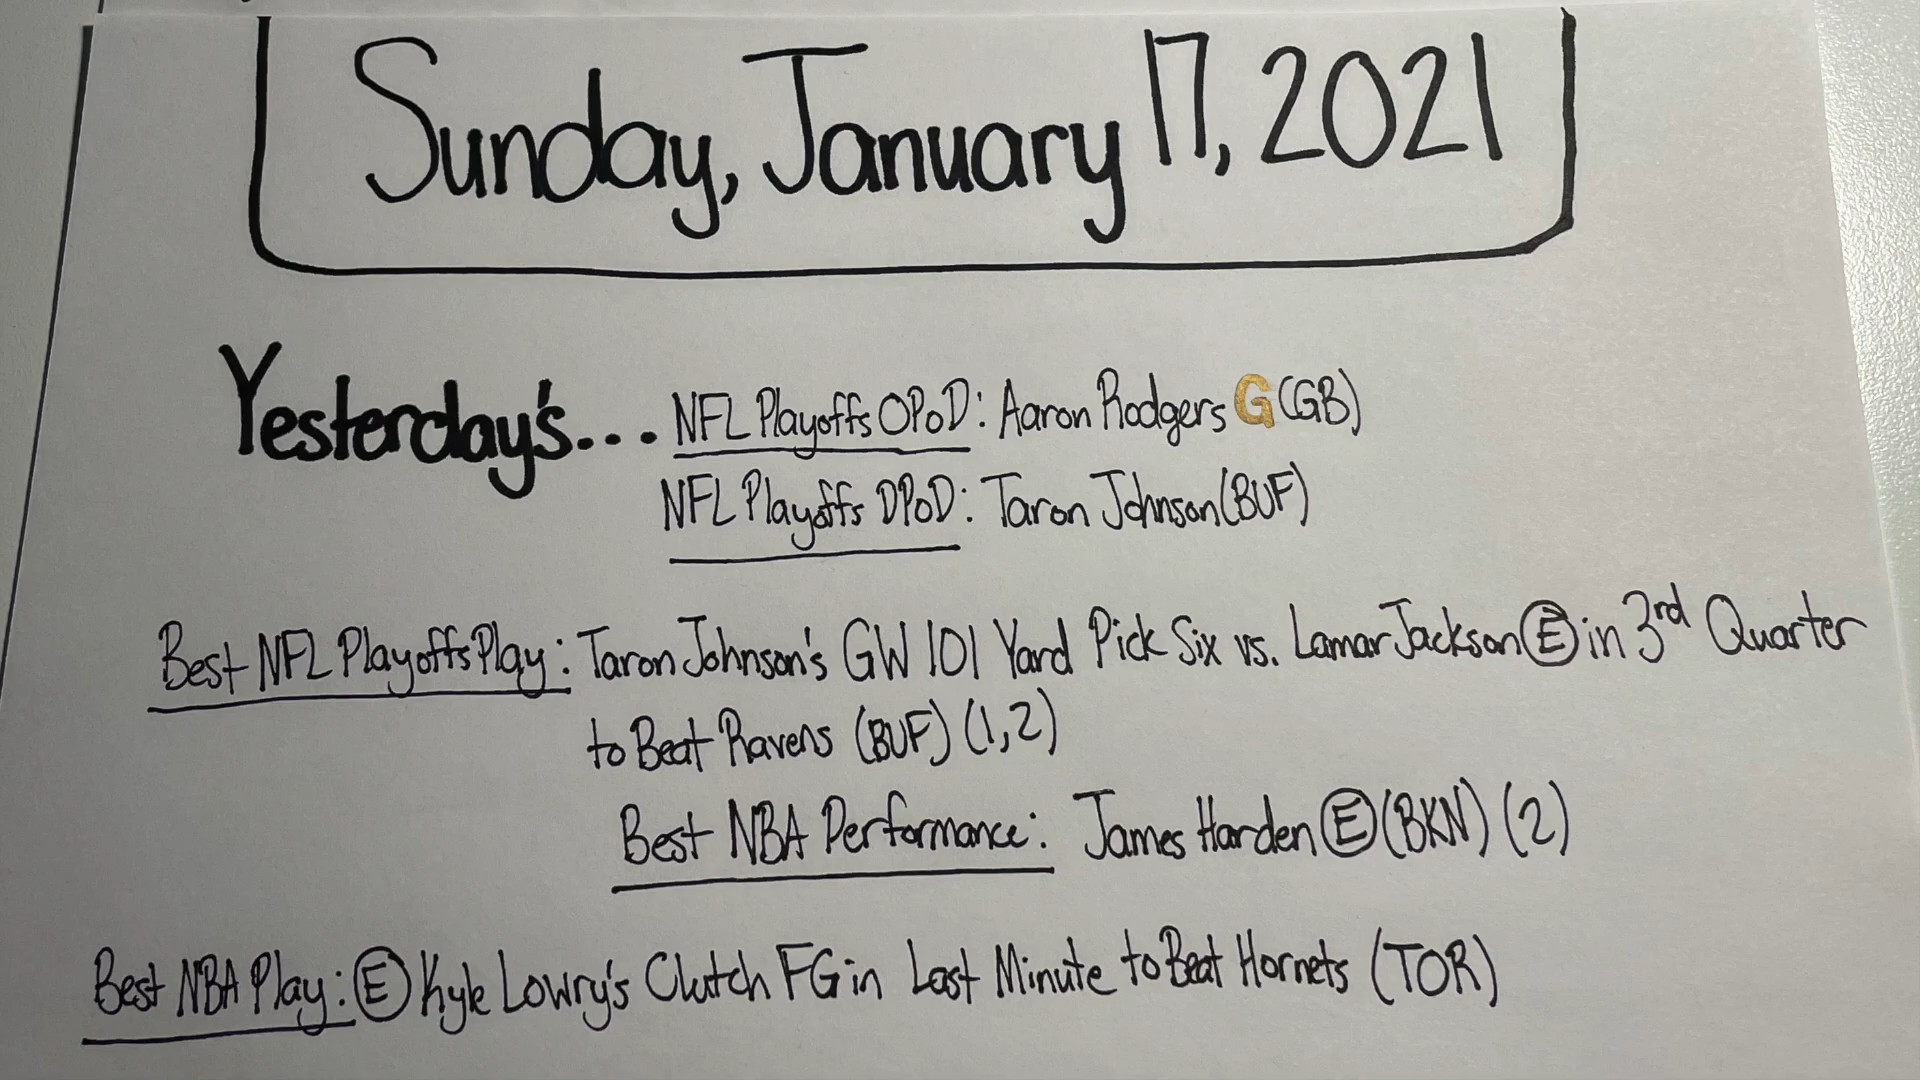 Sunday, January 17, 2021
Yesterday's... NFL Playoffs OPoD: Aaron Rodgers G (GB)
NFL Playoffs DPoD: Taron Johnson (BUF)
Best NFL Playoffs Play: Taron Johnson's GW 101 Yard Pick Six vs. Lamar Jackson Ⓔ in 3rd Quarter
to Beat Ravens (BUF) (1,2)
Best NBA Performance: James Harden Ⓔ (BKN) (2)
Best NBA Play: Ⓔ Kyle Lowry's Clutch FG in Last Minute to Beat Hornets (TOR)